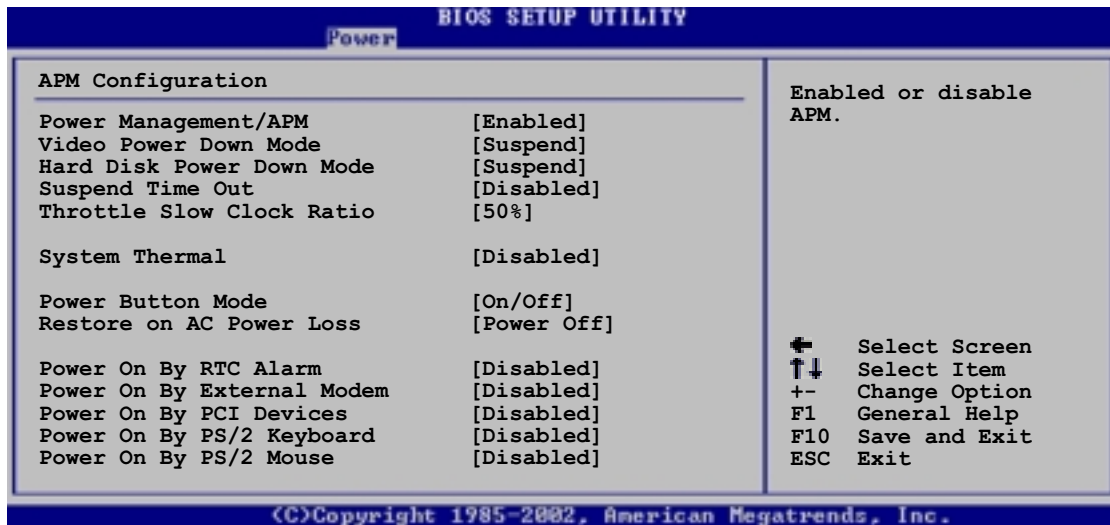 BIOS SETUP UTILITY
Power
APM Configuration
Power Management/APM [Enabled]
Video Power Down Mode [Suspend]
Hard Disk Power Down Mode [Suspend]
Suspend Time Out [Disabled]
Throttle Slow Clock Ratio [50%]
System Thermal [Disabled]
Power Button Mode [On/Off]
Restore on AC Power Loss [Power Off]
Power On By RTC Alarm [Disabled]
Power On By External Modem [Disabled]
Power On By PCI Devices [Disabled]
Power On By PS/2 Keyboard [Disabled]
Power On By PS/2 Mouse [Disabled]
Enabled or disable
APM.
← Select Screen
↑↓ Select Item
+- Change Option
F1 General Help
F10 Save and Exit
ESC Exit
(C)Copyright 1985-2002, American Megatrends, Inc.